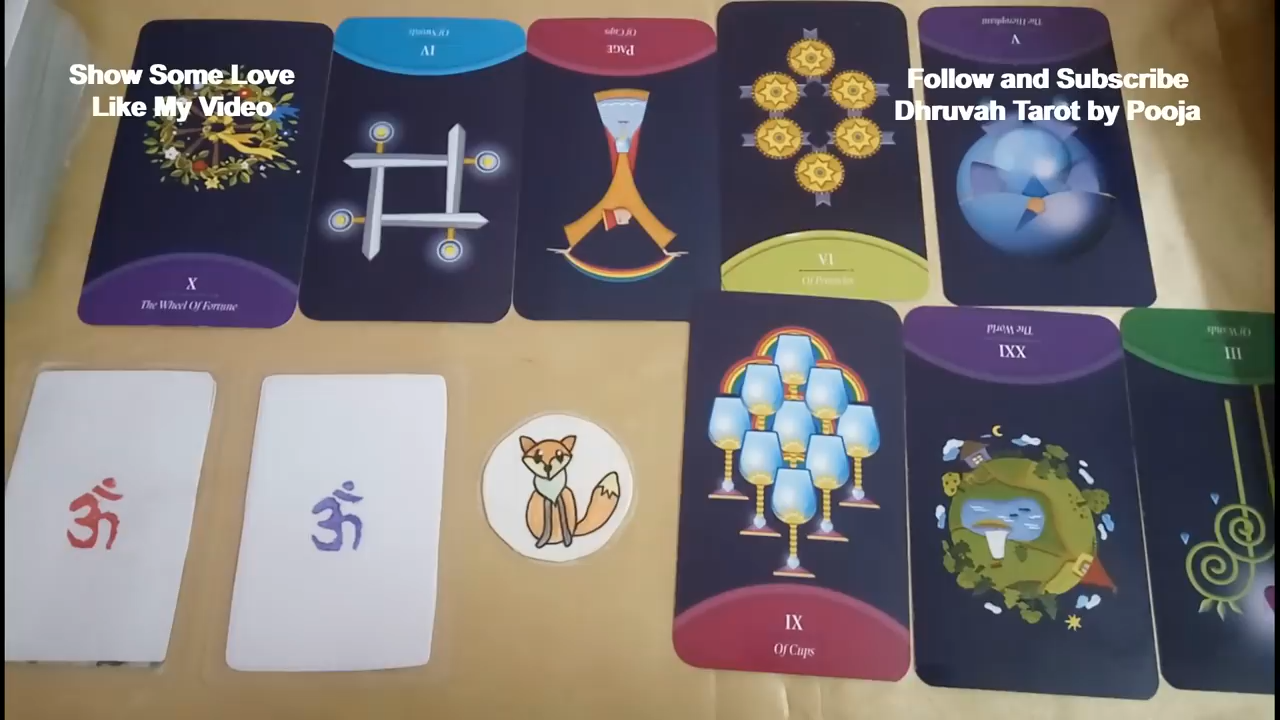 Show Some Love
Like My Video
Follow and Subscribe
Dhruvah Tarot by Pooja
X
The Wheel Of Fortune
IV
Of Swords
PAGE
Of Cups
VI
Of Pentacles
V
The Hierophant
IX
Of Cups
XXI
The World
III
Of Wands
ॐ
ॐ